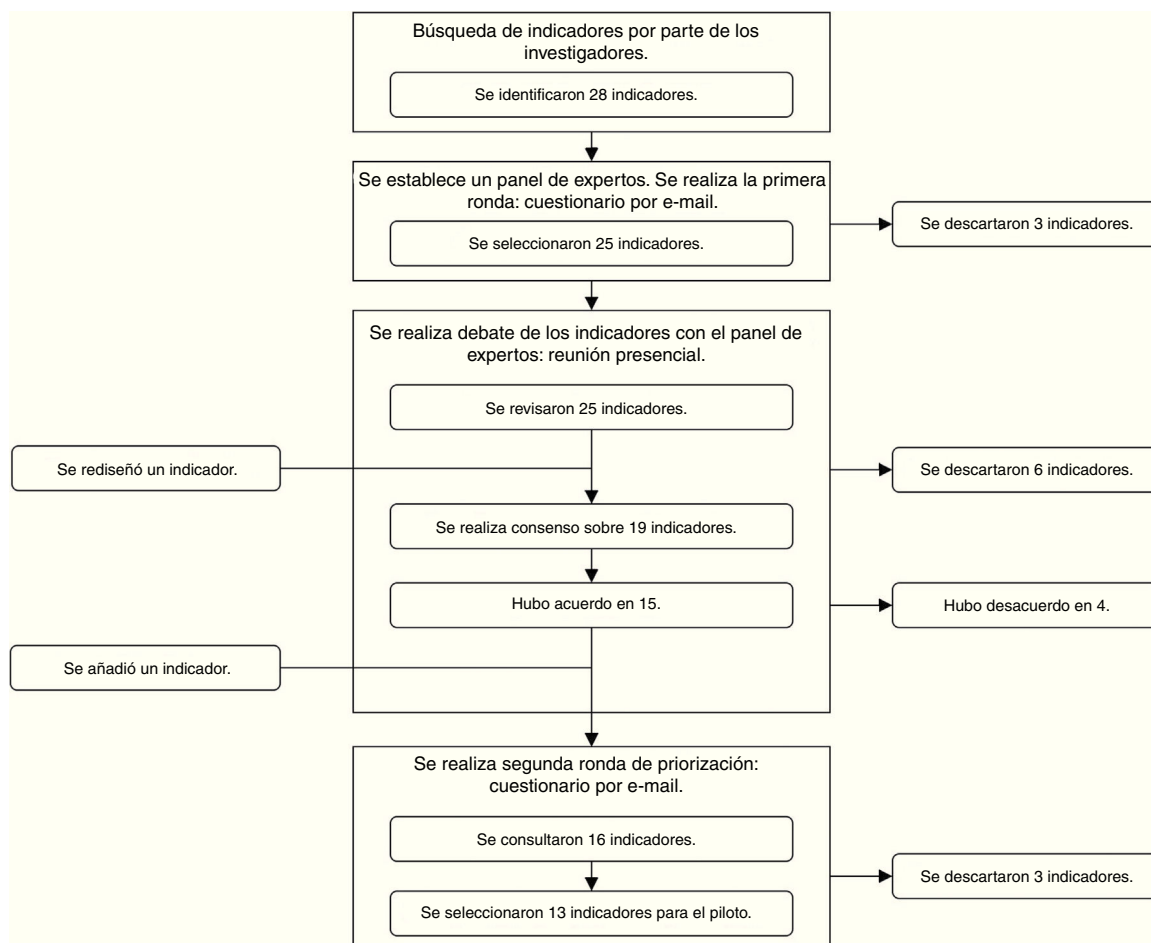 Búsqueda de indicadores por parte de los
investigadores.
Se identificaron 28 indicadores.
Se establece un panel de expertos. Se realiza la primera
ronda: cuestionario por e-mail.
Se descartaron 3 indicadores.
Se seleccionaron 25 indicadores.
Se realiza debate de los indicadores con el panel de
expertos: reunión presencial.
Se revisaron 25 indicadores.
Se rediseñó un indicador.
Se descartaron 6 indicadores.
Se realiza consenso sobre 19 indicadores.
Hubo acuerdo en 15.
Hubo desacuerdo en 4.
Se añadió un indicador.
Se realiza segunda ronda de priorización:
cuestionario por e-mail.
Se consultaron 16 indicadores.
Se descartaron 3 indicadores.
Se seleccionaron 13 indicadores para el piloto.